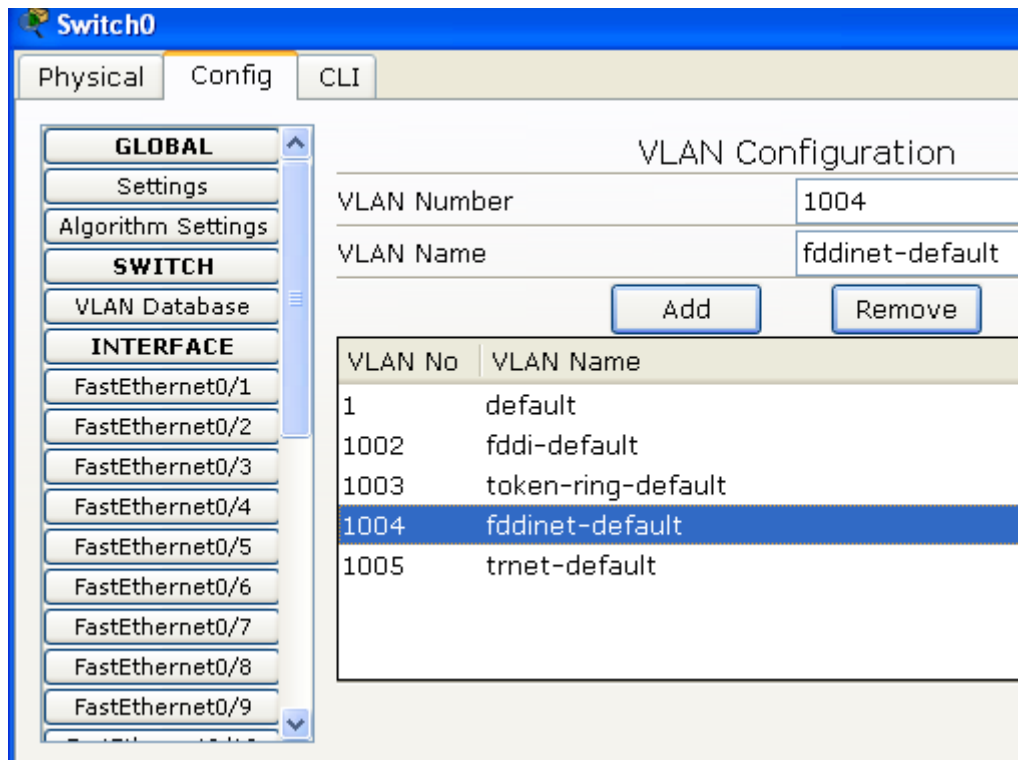 Switch0
Physical Config CLI
GLOBAL
Settings
Algorithm Settings
SWITCH
VLAN Database
INTERFACE
FastEthernet0/1
FastEthernet0/2
FastEthernet0/3
FastEthernet0/4
FastEthernet0/5
FastEthernet0/6
FastEthernet0/7
FastEthernet0/8
FastEthernet0/9
VLAN Configuration
VLAN Number 1004
VLAN Name fddinet-default
Add Remove
VLAN No VLAN Name
1 default
1002 fddi-default
1003 token-ring-default
1004 fddinet-default
1005 trnet-default